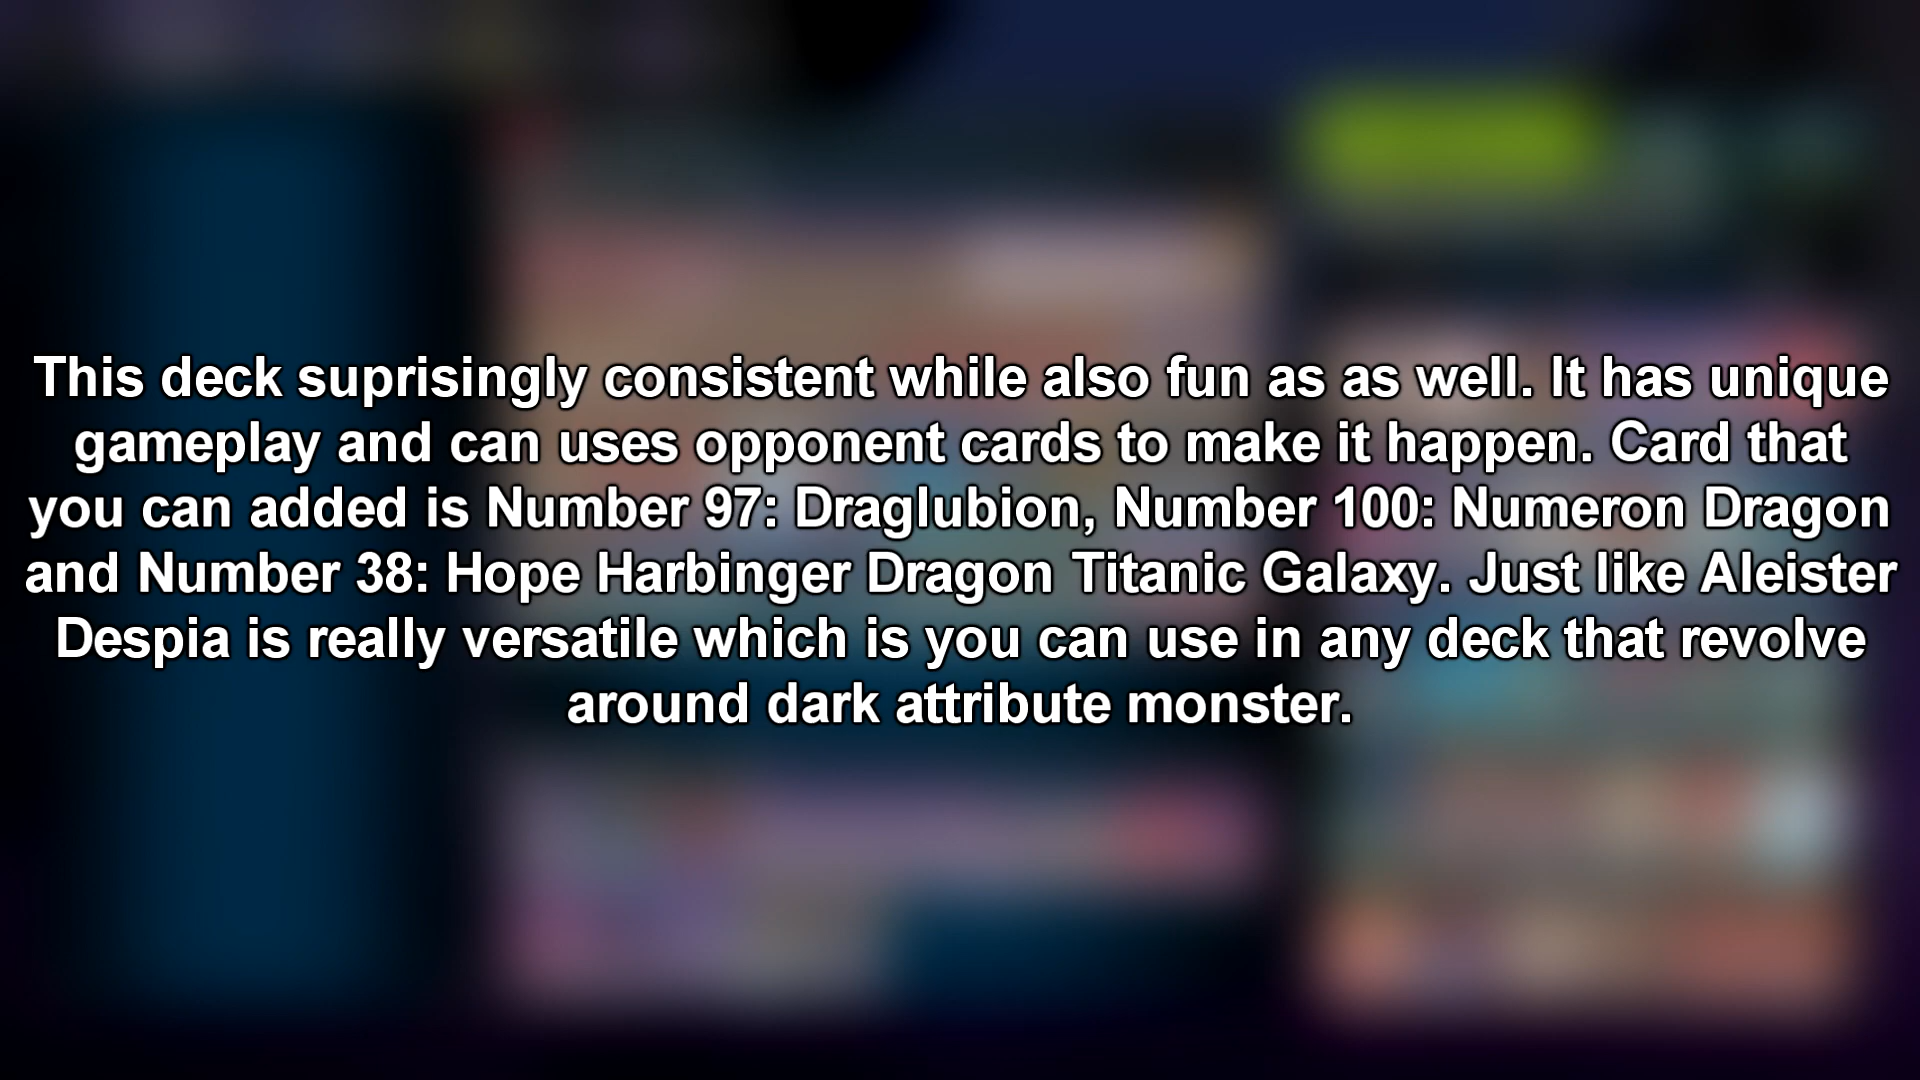 This deck suprisingly consistent while also fun as as well. It has unique
gameplay and can uses opponent cards to make it happen. Card that
you can added is Number 97: Draglubion, Number 100: Numeron Dragon
and Number 38: Hope Harbinger Dragon Titanic Galaxy. Just like Aleister
Despia is really versatile which is you can use in any deck that revolve
around dark attribute monster.